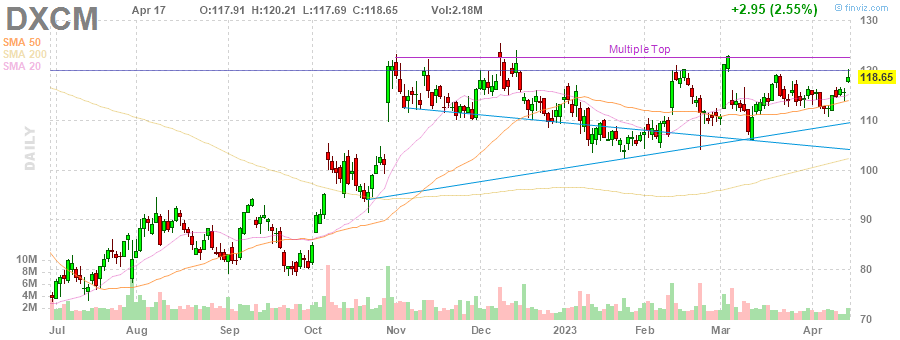 DXCM Apr 17 O:117.91 H:120.21 L:117.69 C:118.65 Vol:2.18M +2.95 (2.55%) © finviz.com
SMA 50
SMA 200
SMA 20
Multiple Top
DAILY
130
120
118.65
110
100
90
80
70
10M
8M
6M
4M
2M
Jul Aug Sep Oct Nov Dec 2023 Feb Mar Apr